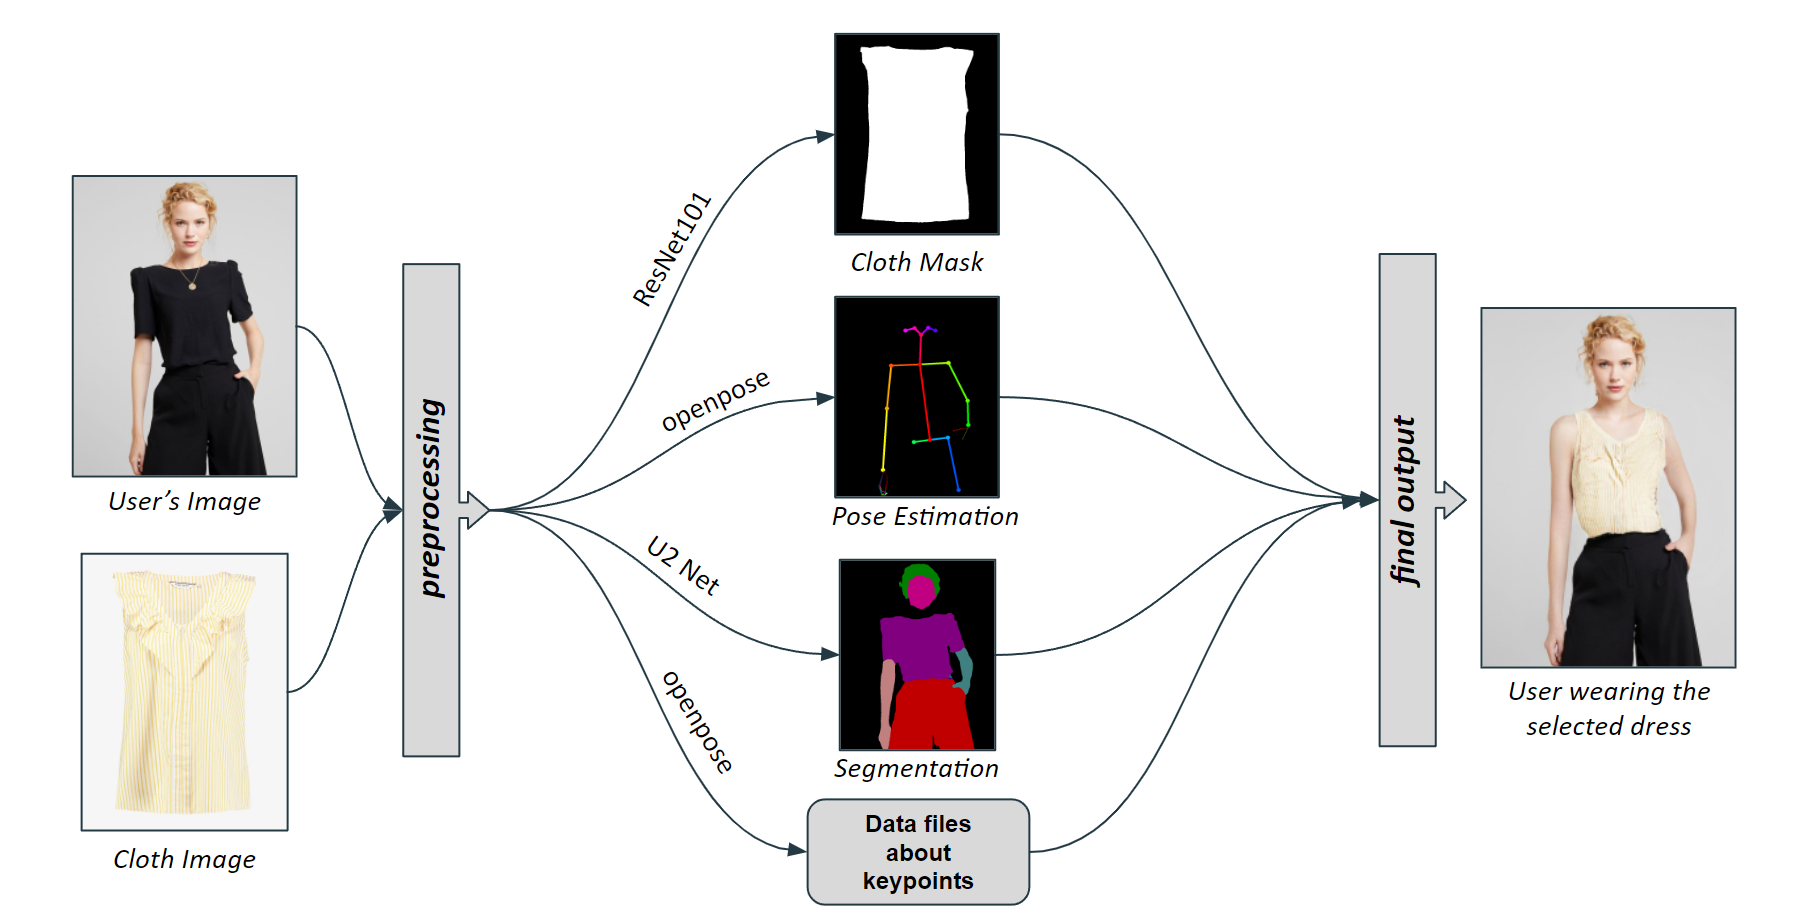 User's Image
Cloth Image
preprocessing
ResNet101
openpose
U2 Net
openpose
Cloth Mask
Pose Estimation
Segmentation
Data files
about
keypoints
final output
User wearing the
selected dress